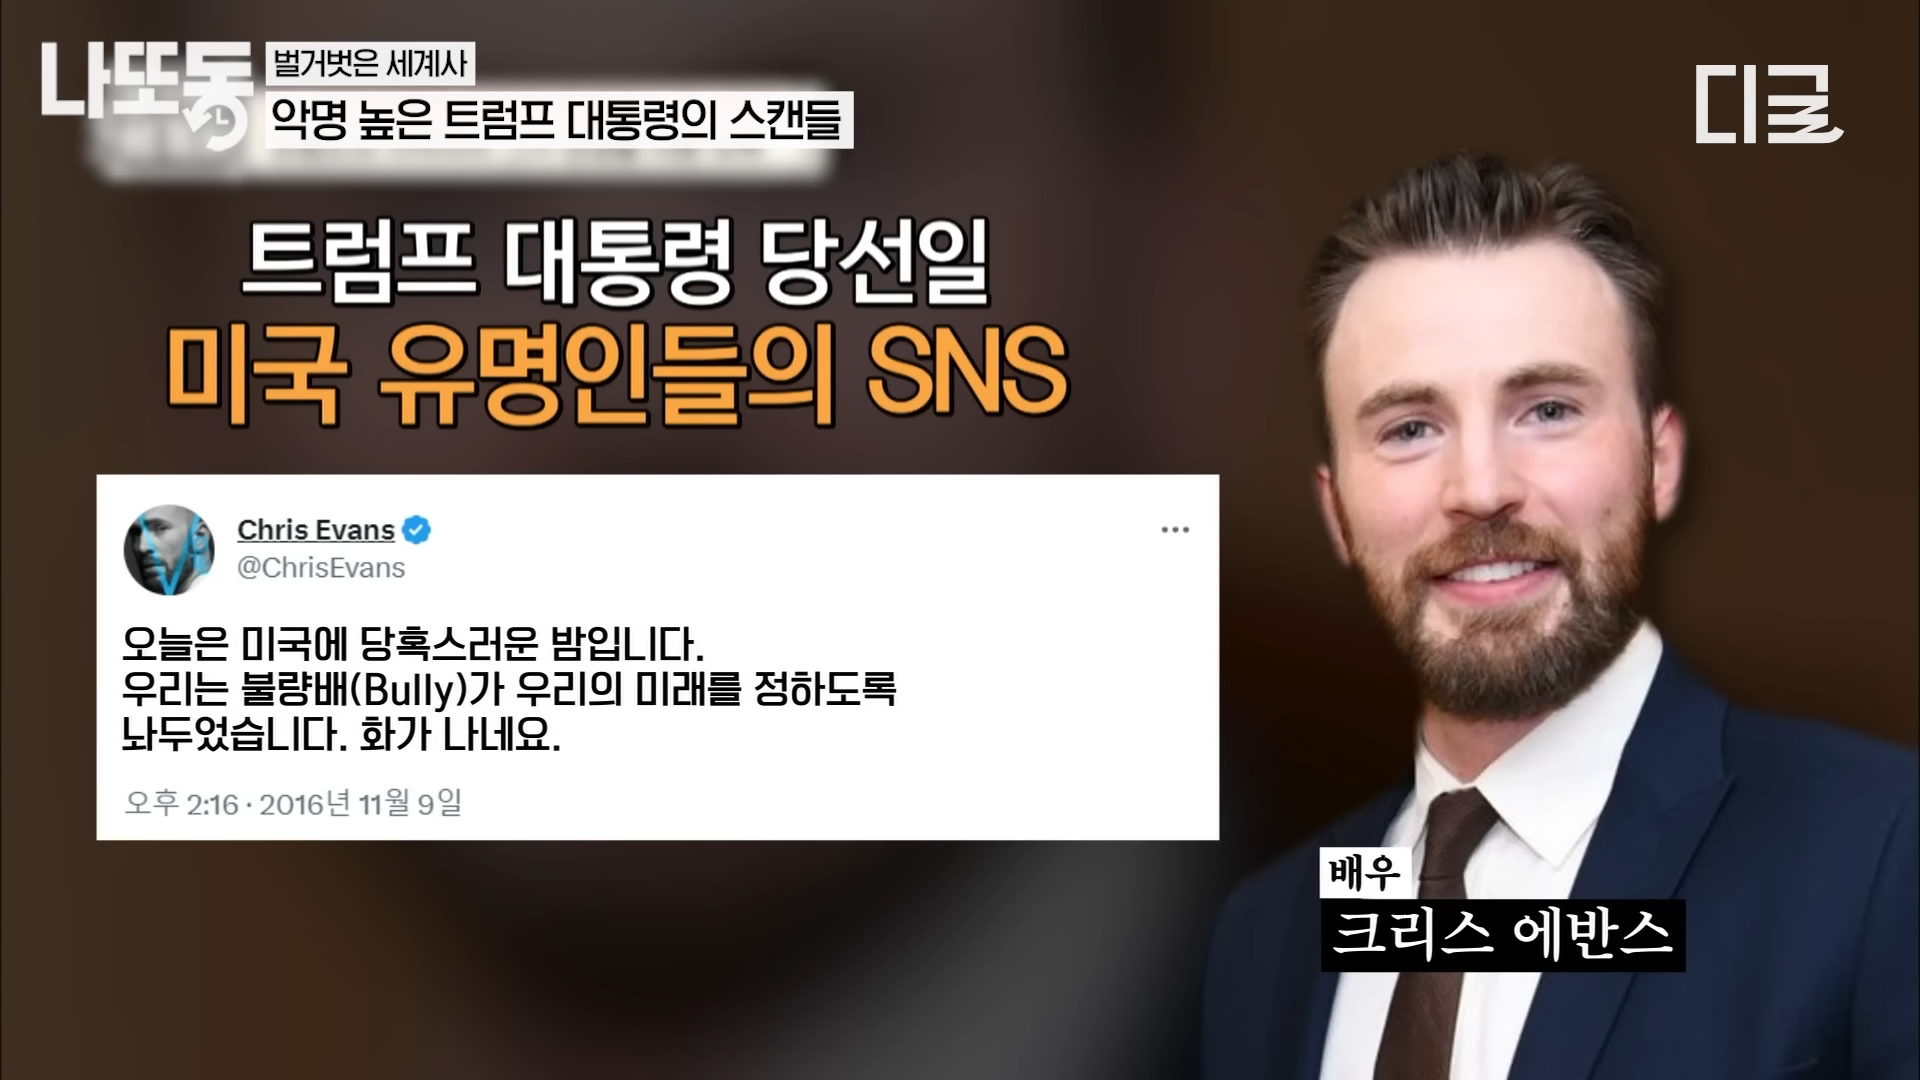 나또동
벌거벗은 세계사
악명 높은 트럼프 대통령의 스캔들
디글
트럼프 대통령 당선일
미국 유명인들의 SNS
Chris Evans
@ChrisEvans
오늘은 미국에 당혹스러운 밤입니다.
우리는 불량배(Bully)가 우리의 미래를 정하도록
놔두었습니다. 화가 나네요.
오후 2:16 · 2016년 11월 9일
배우
크리스 에반스